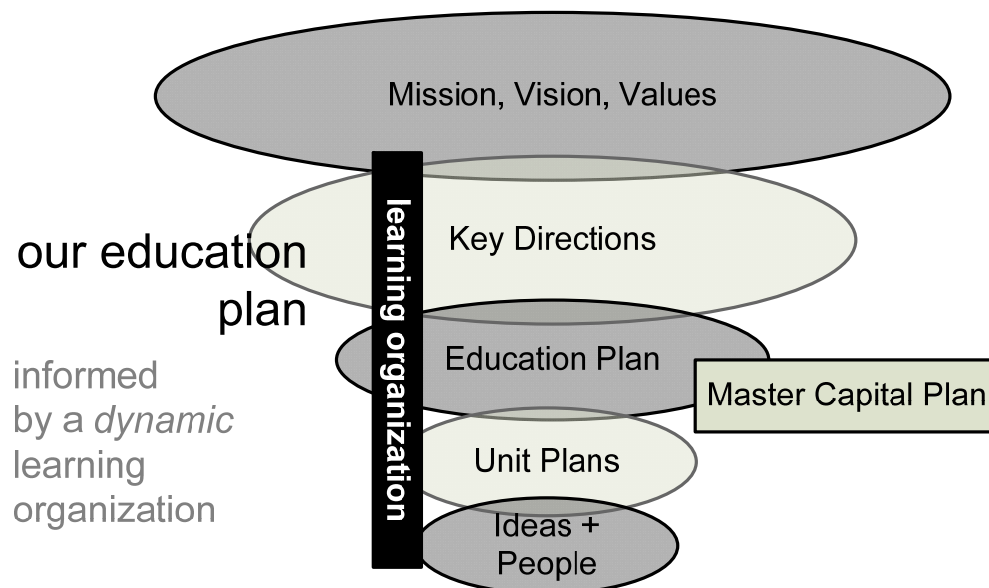 Mission, Vision, Values
learning organization
our education
plan
Key Directions
Education Plan
informed
by a dynamic
learning
organization
Master Capital Plan
Unit Plans
Ideas +
People